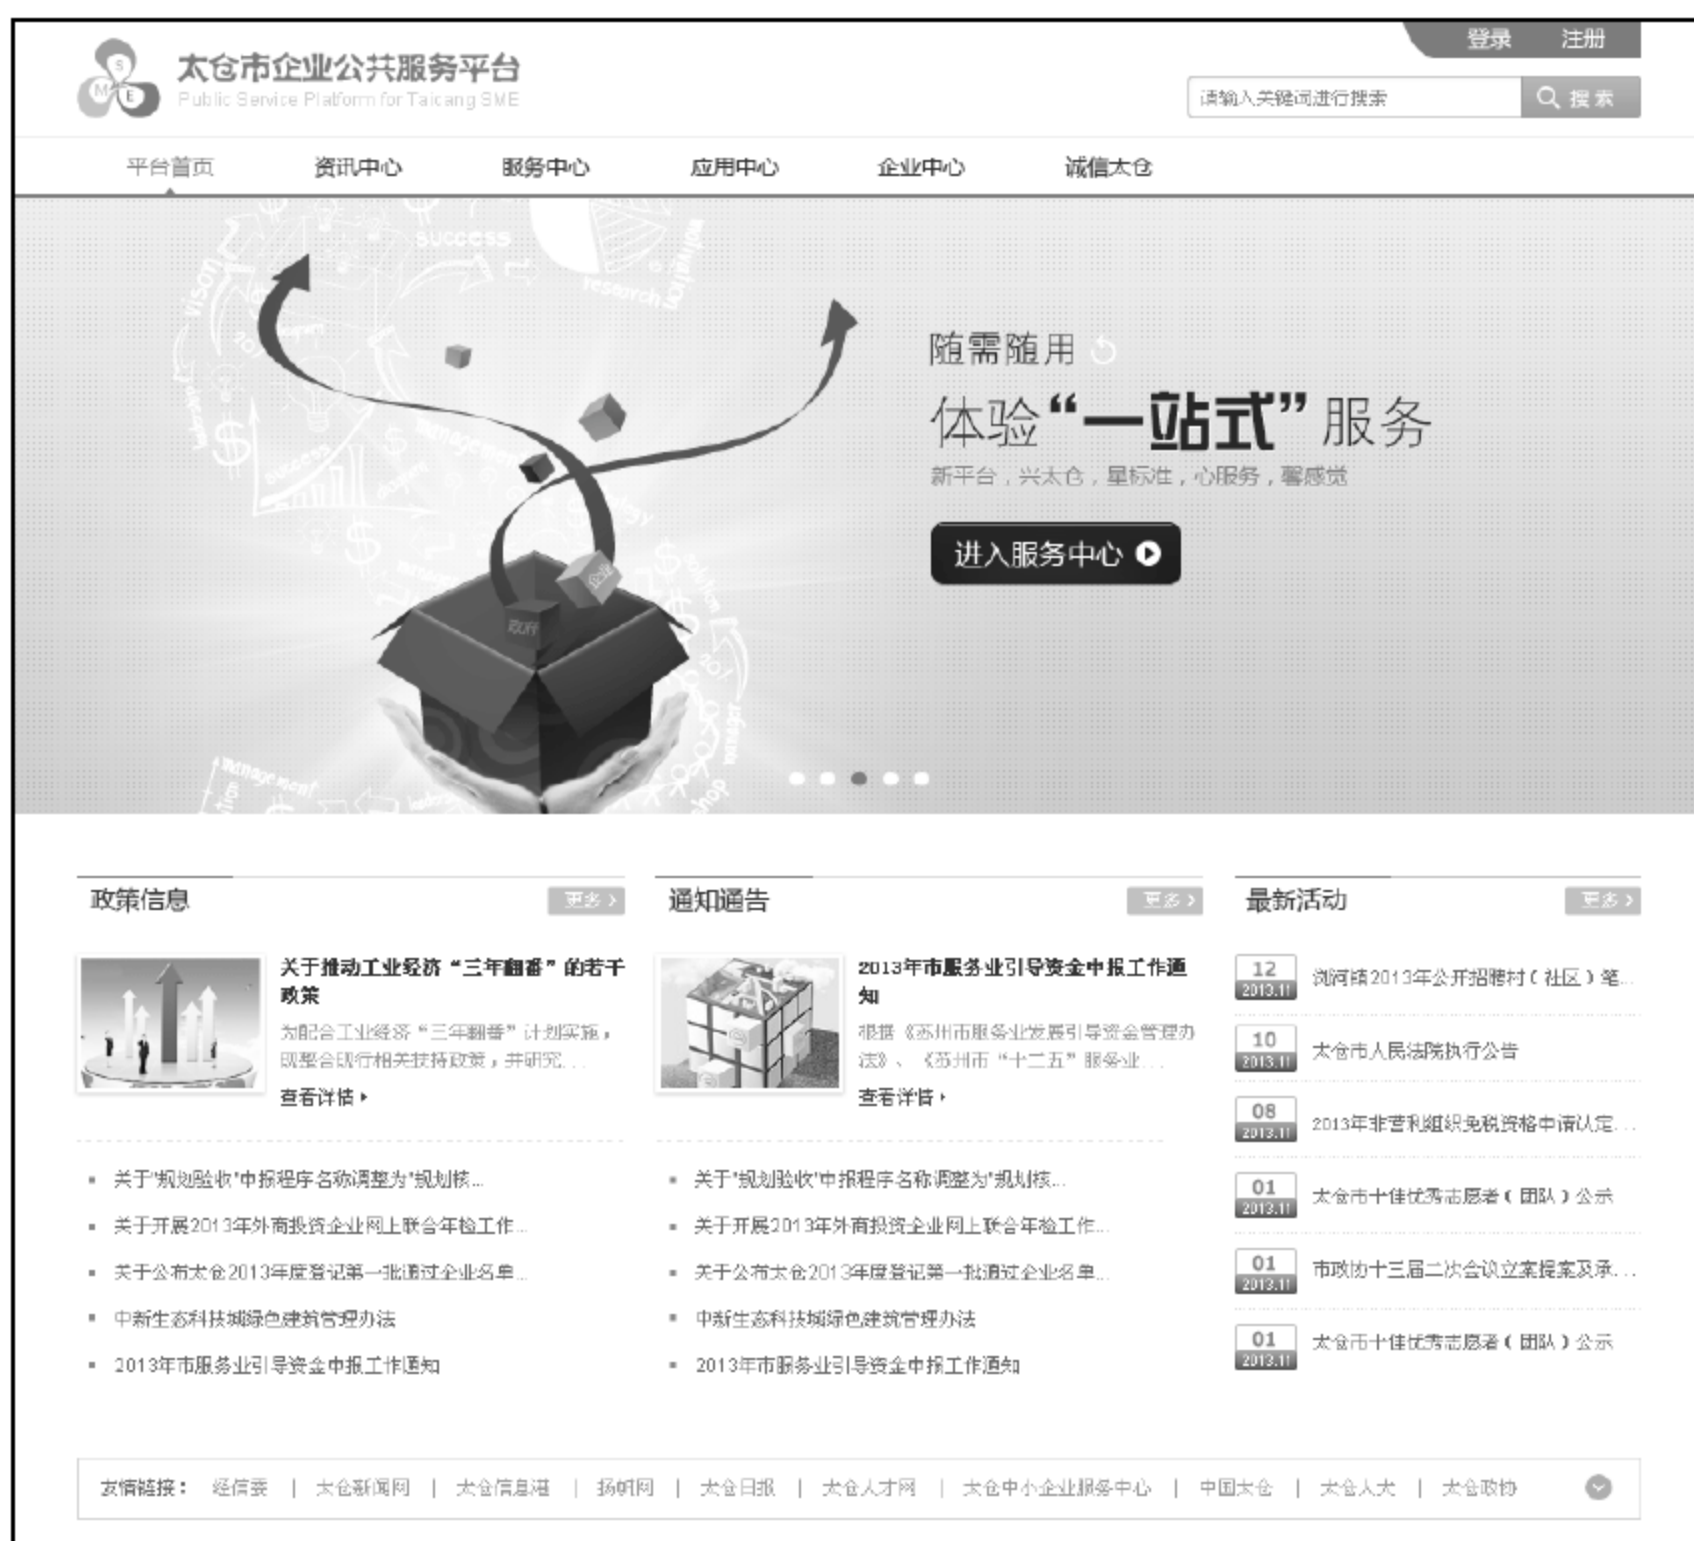 登录 注册
S
M E
太仓市企业公共服务平台
Public Service Platform for Taicang SME
请输入关键词进行搜索
搜索
平台首页 资讯中心 服务中心 应用中心 企业中心 诚信太仓
success
vison
motivation
research
随需随用
体验“一站式”服务
新平台，兴太仓，星标准，心服务，馨感觉
进入服务中心
企业
政府
success
solution
management
政策信息 更多
关于推动工业经济“三年翻番”的若干
政策
为配合工业经济“三年翻番”计划实施，
现整合现行相关扶持政策，并研究...
查看详情
关于"规划验收"申报程序名称调整为"规划核...
关于开展2013年外商投资企业网上联合年检工作...
关于公布太仓2013年度登记第一批通过企业名单...
中新生态科技城绿色建筑管理办法
2013年市服务业引导资金申报工作通知
通知通告 更多
2013年市服务业引导资金申报工作通
知
根据《苏州市服务业发展引导资金管理办
法》、《苏州市“十二五”服务业...
查看详情
关于"规划验收"申报程序名称调整为"规划核...
关于开展2013年外商投资企业网上联合年检工作...
关于公布太仓2013年度登记第一批通过企业名单...
中新生态科技城绿色建筑管理办法
2013年市服务业引导资金申报工作通知
最新活动 更多
12
2013.11
浏河镇2013年公开招聘村（社区）笔...
10
2013.11
太仓市人民法院执行公告
08
2013.11
2013年非营利组织免税资格申请认定...
01
2013.11
太仓市十佳优秀志愿者（团队）公示
01
2013.11
市政协十三届二次会议立案提案及承...
01
2013.11
太仓市十佳优秀志愿者（团队）公示
友情链接： 经信委 | 太仓新闻网 | 太仓信息港 | 扬帆网 | 太仓日报 | 太仓人才网 | 太仓中小企业服务中心 | 中国太仓 | 太仓人大 | 太仓政协